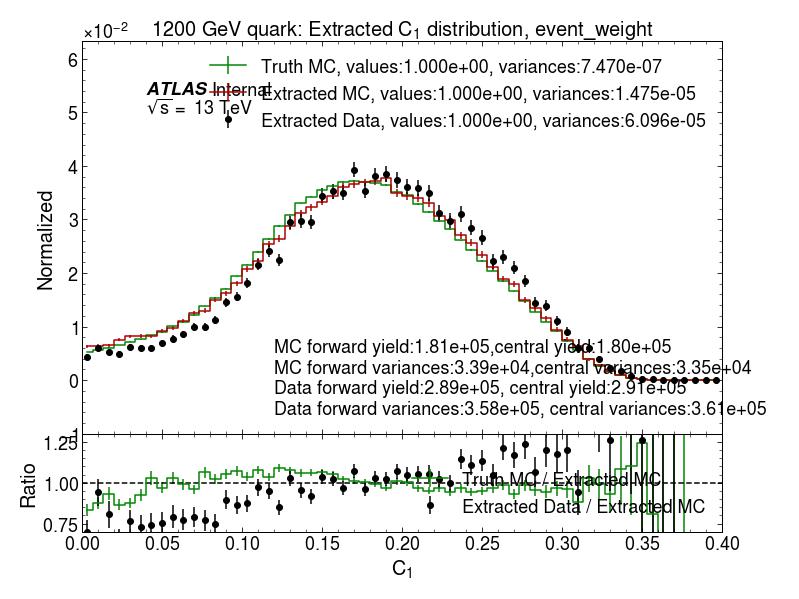 ×10⁻²
1200 GeV quark: Extracted C₁ distribution, event_weight
Truth MC, values:1.000e+00, variances:7.470e-07
ATLAS Internal
Extracted MC, values:1.000e+00, variances:1.475e-05
√s = 13 TeV
Extracted Data, values:1.000e+00, variances:6.096e-05
6
5
4
3
2
1
0
1
Normalized
MC forward yield:1.81e+05,central yield:1.80e+05
MC forward variances:3.39e+04,central variances:3.35e+04
Data forward yield:2.89e+05, central yield:2.91e+05
Data forward variances:3.58e+05, central variances:3.61e+05
1.25
1.00
0.75
Ratio
Truth MC / Extracted MC
Extracted Data / Extracted MC
0.00 0.05 0.10 0.15 0.20 0.25 0.30 0.35 0.40
C₁